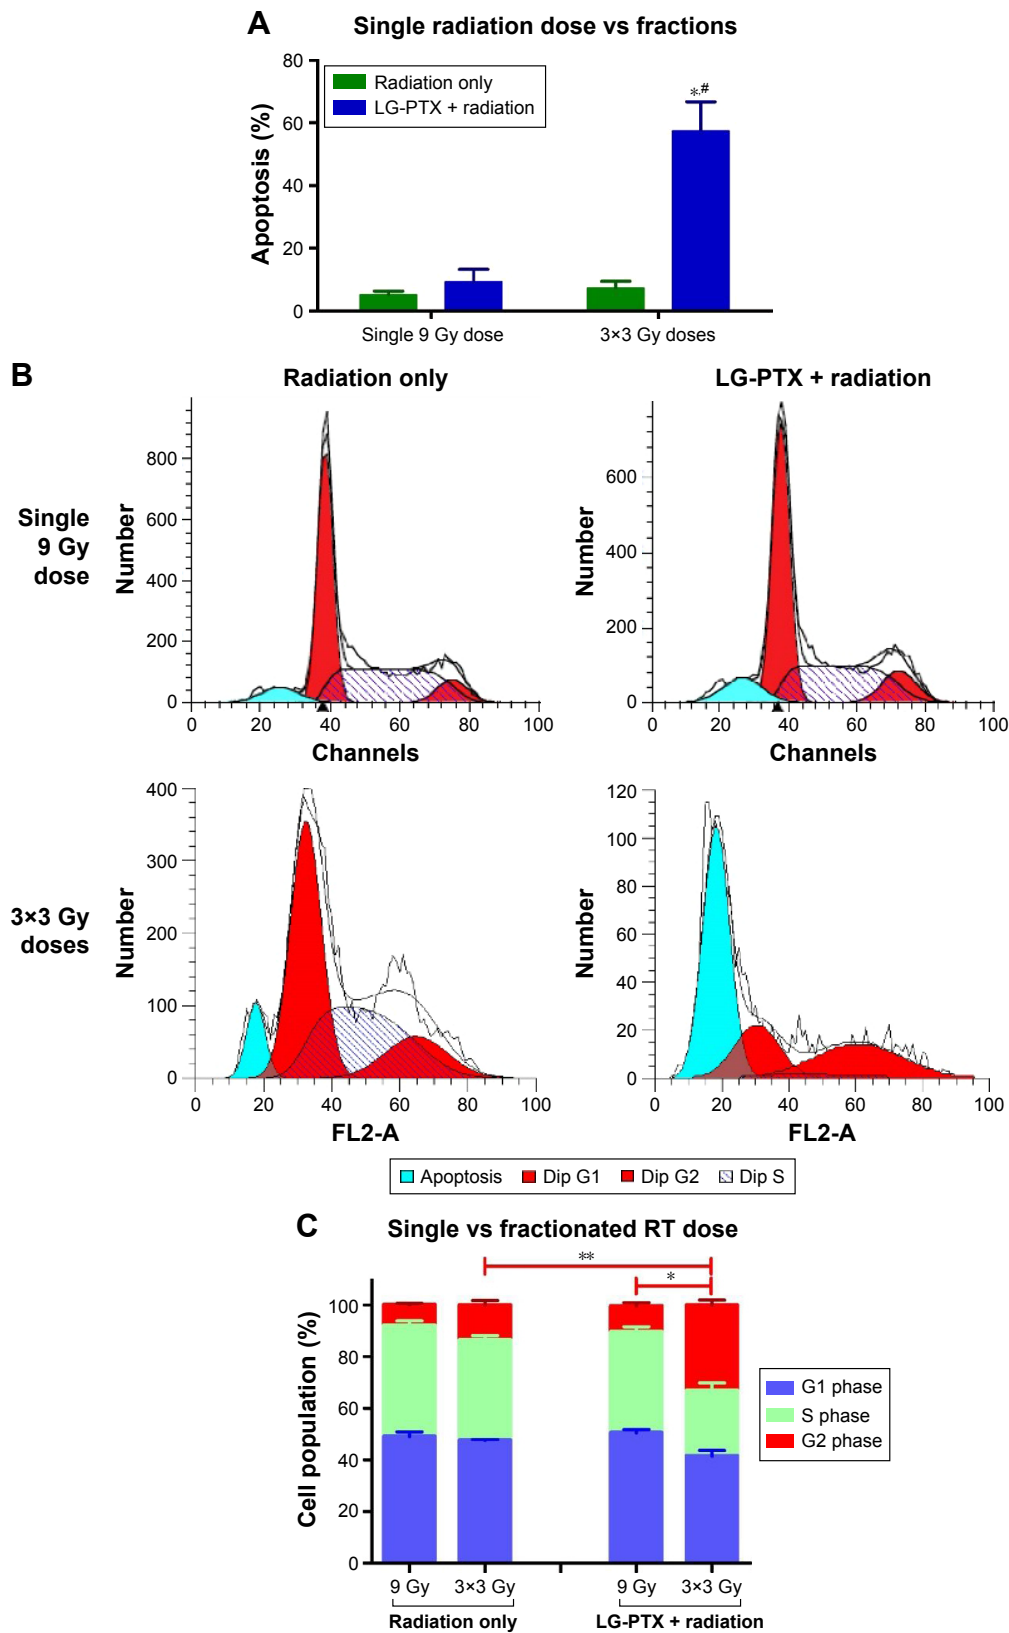 A
Single radiation dose vs fractions
Apoptosis (%)
80
60
40
20
0
Radiation only
LG-PTX + radiation
*,#
Single 9 Gy dose
3×3 Gy doses
B
Radiation only
LG-PTX + radiation
Single
9 Gy
dose
Number
800
600
400
200
0
0 20 40 60 80 100
Channels
Number
600
400
200
0
0 20 40 60 80 100
Channels
3×3 Gy
doses
Number
400
300
200
100
0
0 20 40 60 80 100
FL2-A
Number
120
100
80
60
40
20
0
0 20 40 60 80 100
FL2-A
Apoptosis Dip G1 Dip G2 Dip S
C
Single vs fractionated RT dose
**
*
Cell population (%)
100
80
60
40
20
0
G1 phase
S phase
G2 phase
9 Gy 3×3 Gy 9 Gy 3×3 Gy
Radiation only LG-PTX + radiation